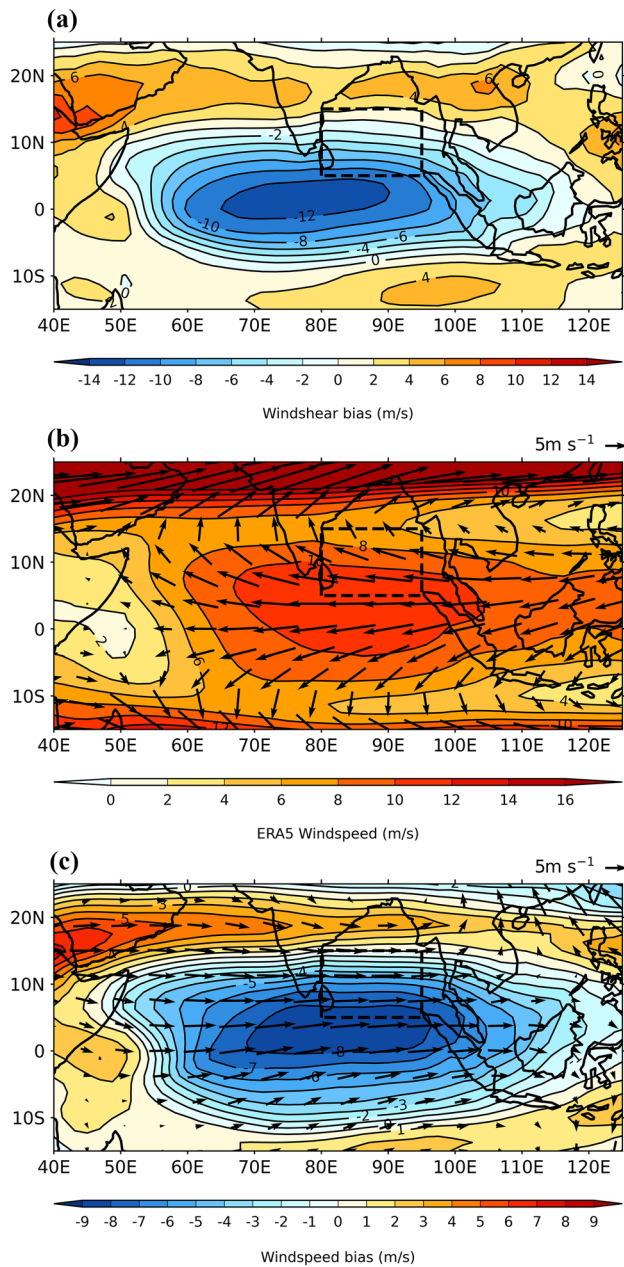 (a)
6
6
4
6
0
20N
4
10N
-2
0
-12
-10
-8
-6
-4
0
10S
4
2
0
40E 50E 60E 70E 80E 90E 100E 110E 120E
-14 -12 -10 -8 -6 -4 -2 0 2 4 6 8 10 12 14
Windshear bias (m/s)
(b)
5m s⁻¹
20N
10
8
10N
0
2
6
10S
4
10
40E 50E 60E 70E 80E 90E 100E 110E 120E
0 2 4 6 8 10 12 14 16
ERA5 Windspeed (m/s)
(c)
5m s⁻¹
0
3
5
20N
4
10N
-4
-5
0
-8
-7
-6
-3
-2
10S
1
40E 50E 60E 70E 80E 90E 100E 110E 120E
-9 -8 -7 -6 -5 -4 -3 -2 -1 0 1 2 3 4 5 6 7 8 9
Windspeed bias (m/s)